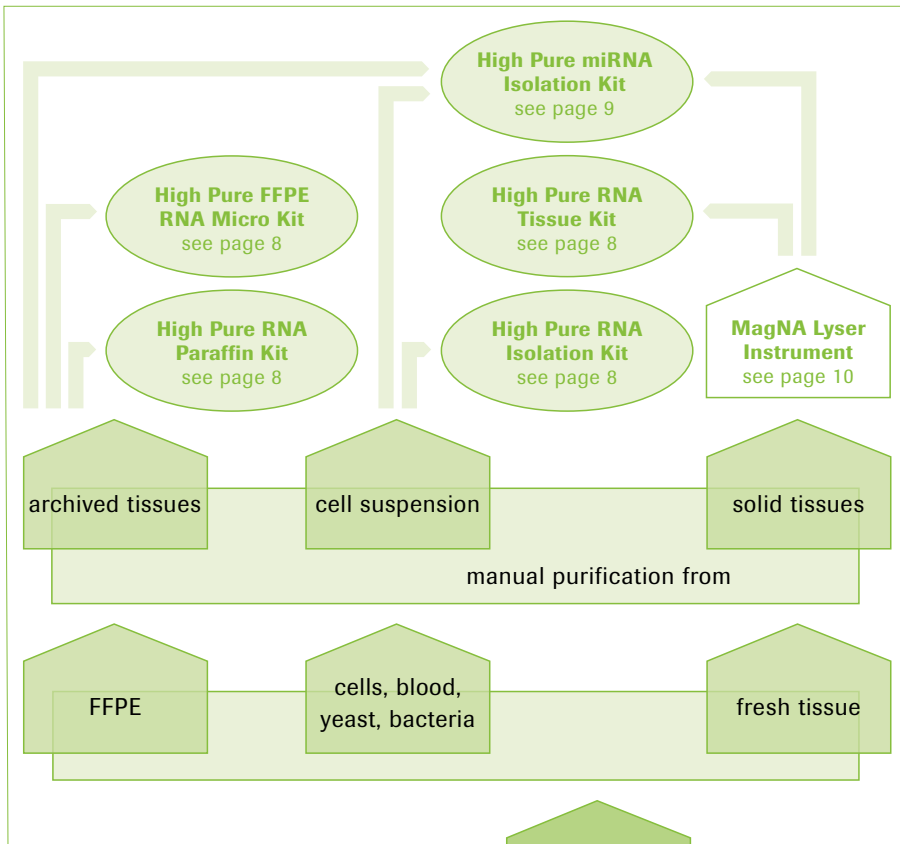 High Pure miRNA
Isolation Kit
see page 9
High Pure FFPE
RNA Micro Kit
see page 8
High Pure RNA
Tissue Kit
see page 8
High Pure RNA
Paraffin Kit
see page 8
High Pure RNA
Isolation Kit
see page 8
MagNA Lyser
Instrument
see page 10
archived tissues
cell suspension
solid tissues
manual purification from
FFPE
cells, blood,
yeast, bacteria
fresh tissue